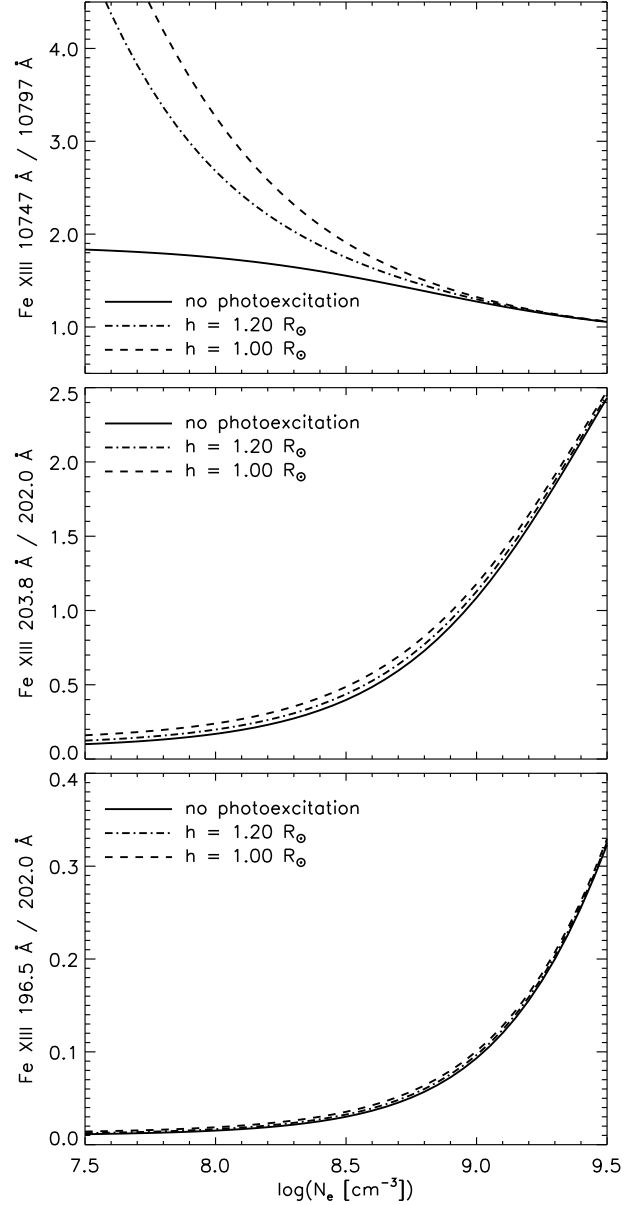 Fe XIII 10747 Å / 10797 Å
4.0
3.0
2.0
1.0
no photoexcitation
h = 1.20 R☉
h = 1.00 R☉
Fe XIII 203.8 Å / 202.0 Å
2.5
2.0
1.5
1.0
0.5
0.0
no photoexcitation
h = 1.20 R☉
h = 1.00 R☉
Fe XIII 196.5 Å / 202.0 Å
0.4
0.3
0.2
0.1
0.0
no photoexcitation
h = 1.20 R☉
h = 1.00 R☉
7.5 8.0 8.5 9.0 9.5
log(Nₑ [cm⁻³])